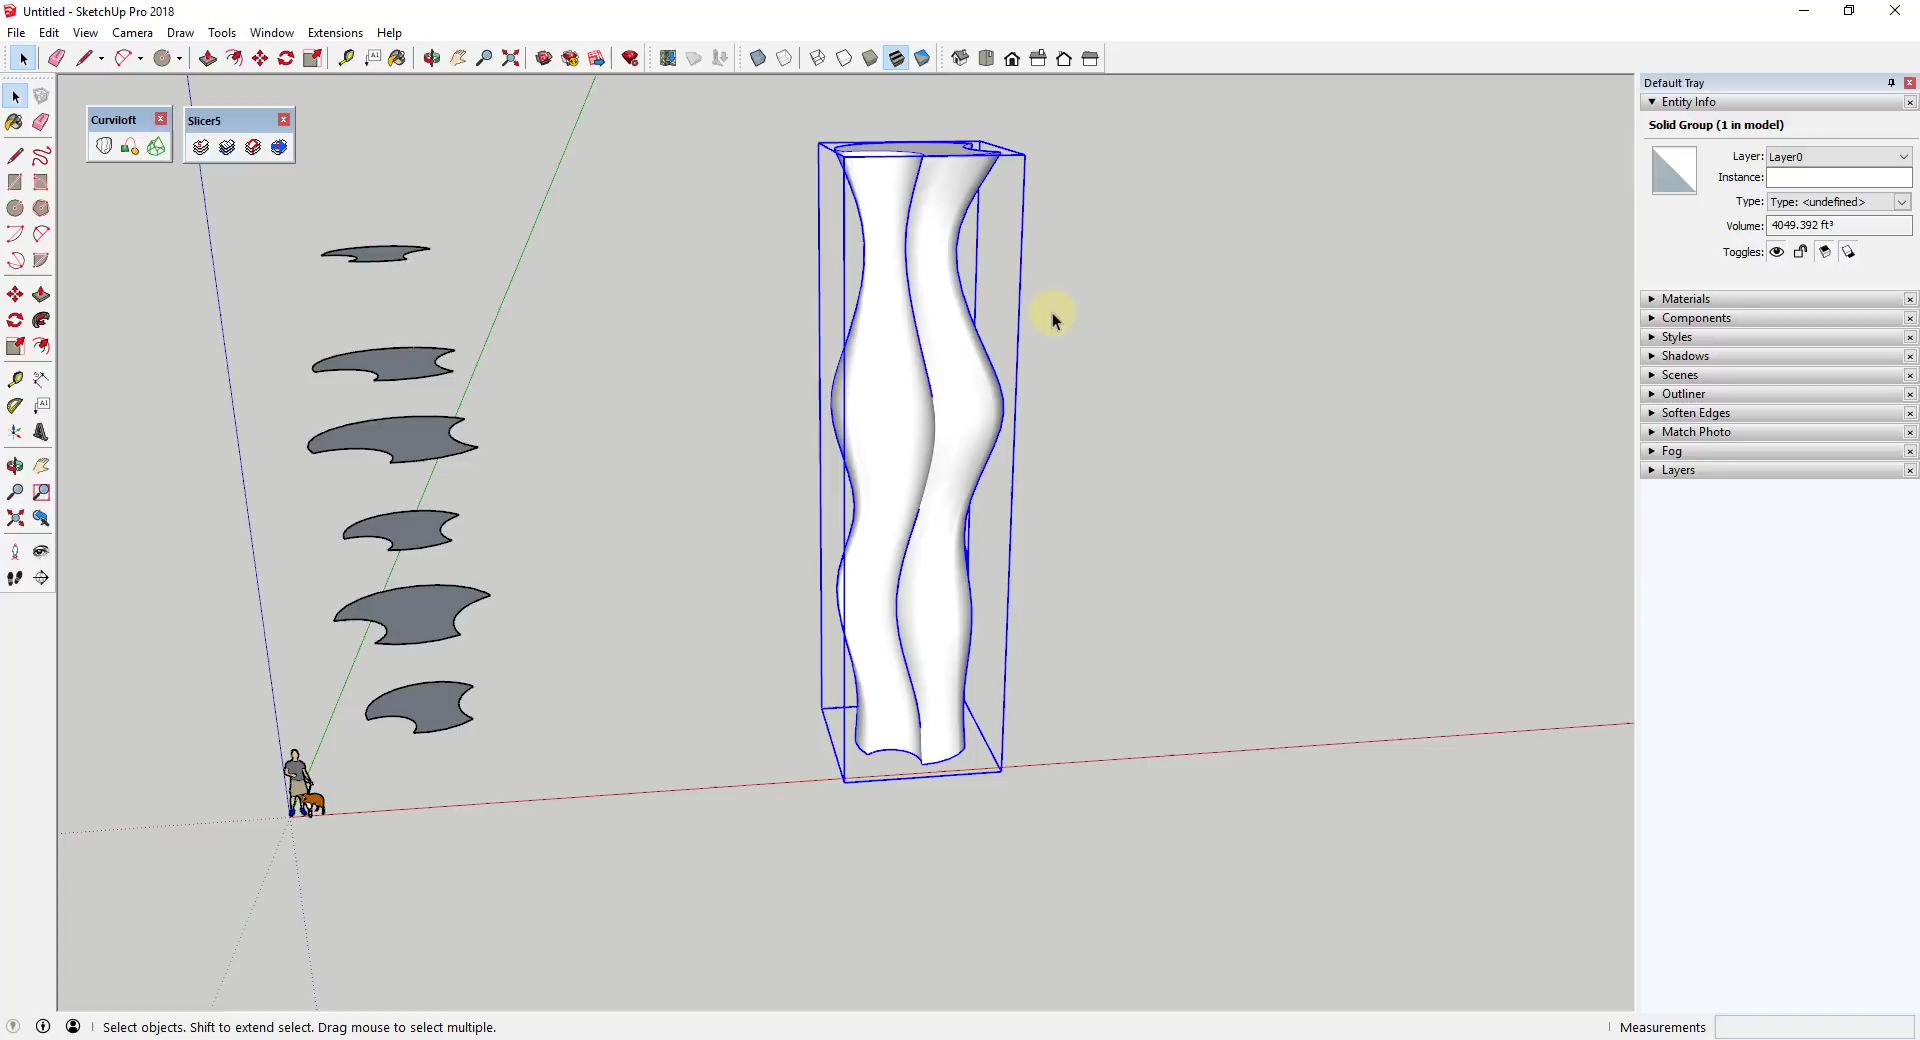 Untitled - SketchUp Pro 2018
File Edit View Camera Draw Tools Window Extensions Help
Default Tray
Entity Info
Solid Group (1 in model)
Layer: Layer0
Instance:
Type: Type: <undefined>
Volume: 4049.392 ft³
Toggles:
Materials
Components
Styles
Shadows
Scenes
Outliner
Soften Edges
Match Photo
Fog
Layers
Curviloft
Slicer5
Select objects. Shift to extend select. Drag mouse to select multiple.
Measurements